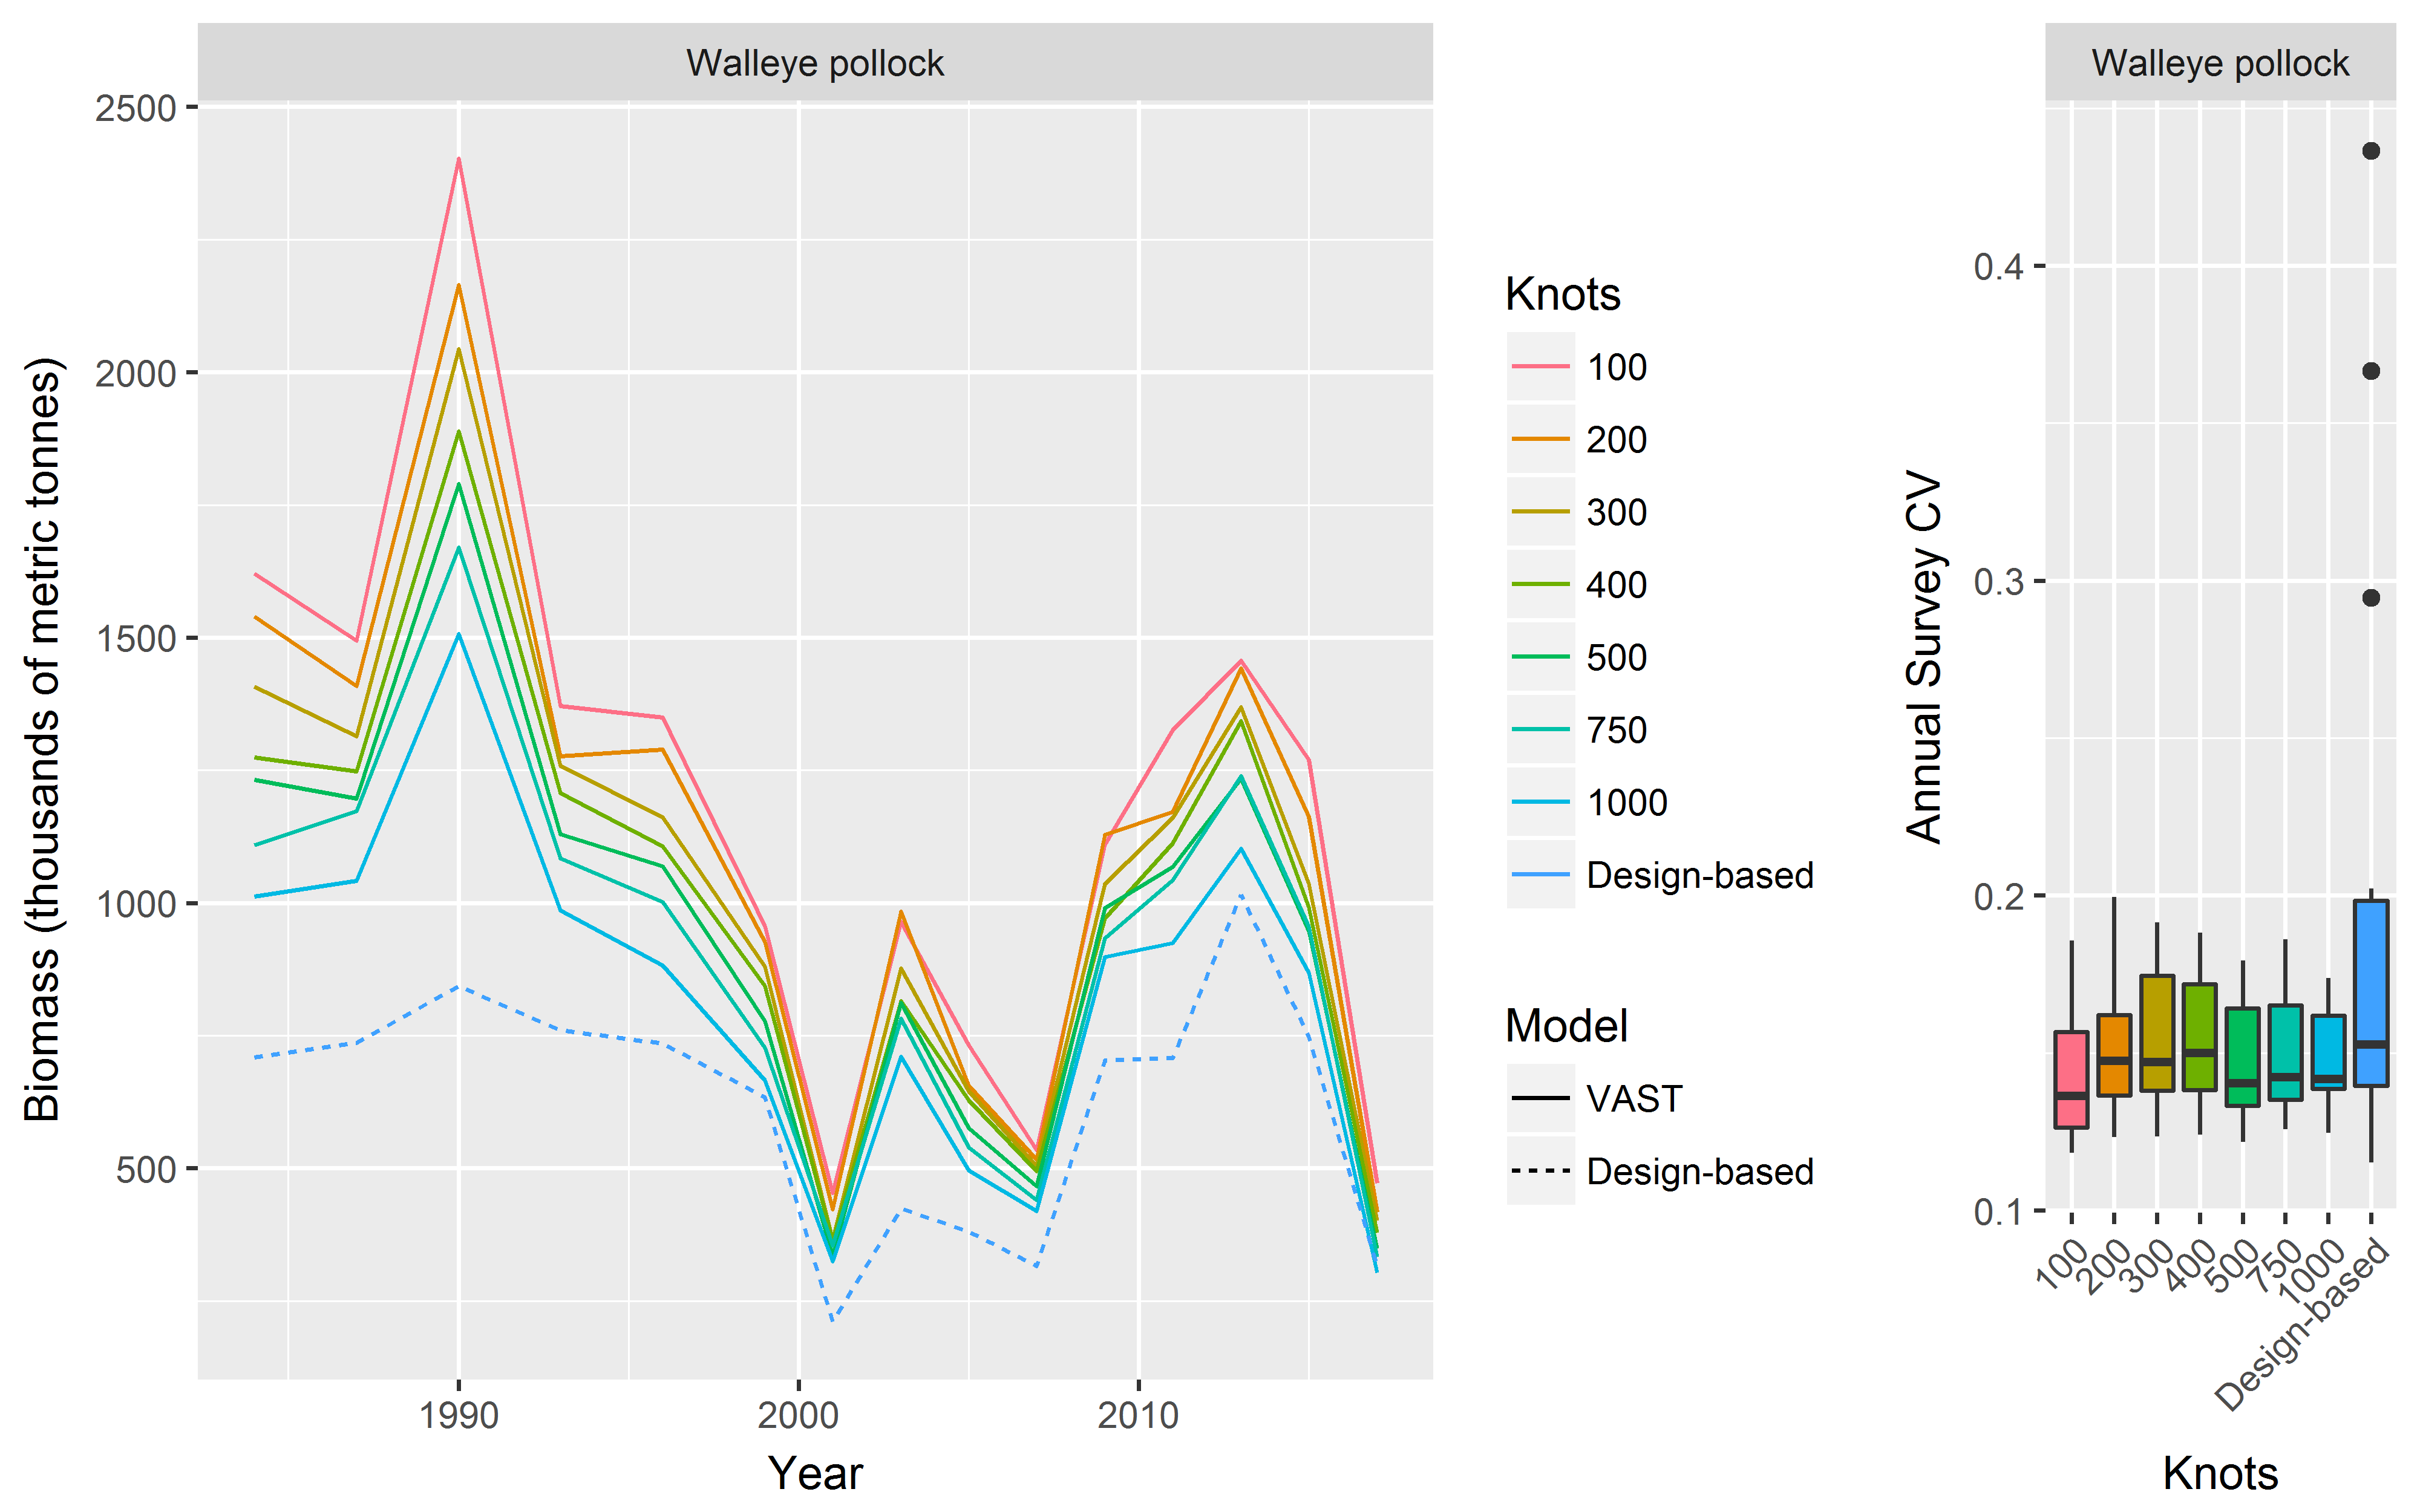 Walleye pollock
2500
2000
1500
1000
500
Biomass (thousands of metric tonnes)
1990
2000
2010
Year
Knots
100
200
300
400
500
750
1000
Design-based
Model
VAST
Design-based
Walleye pollock
0.4
0.3
0.2
0.1
Annual Survey CV
100
200
300
400
500
750
1000
Design-based
Knots